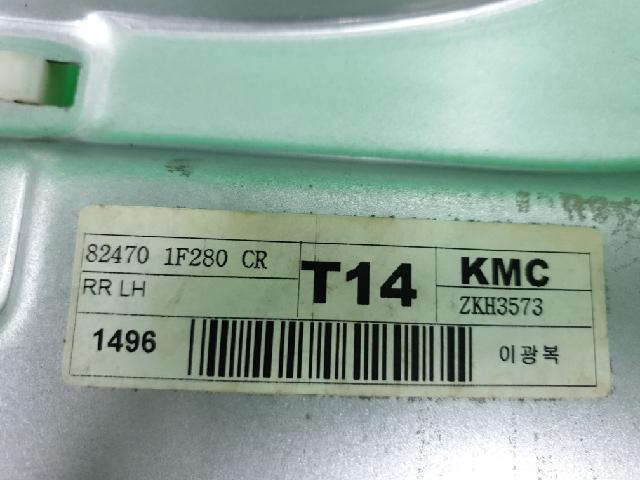 82470 1F280 CR
RR LH
T14
KMC
ZKH3573
1496
이광복